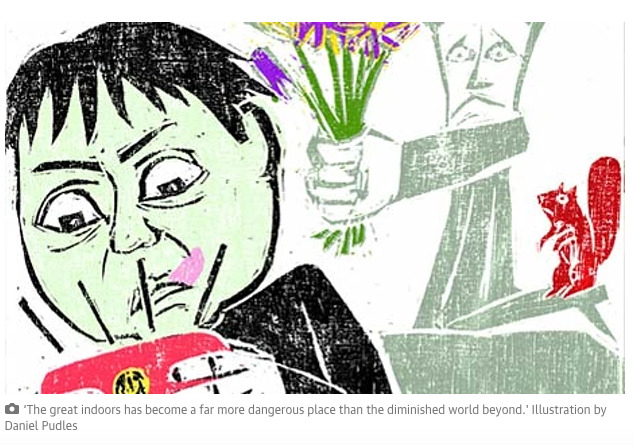 'The great indoors has become a far more dangerous place than the diminished world beyond.' Illustration by
Daniel Pudles